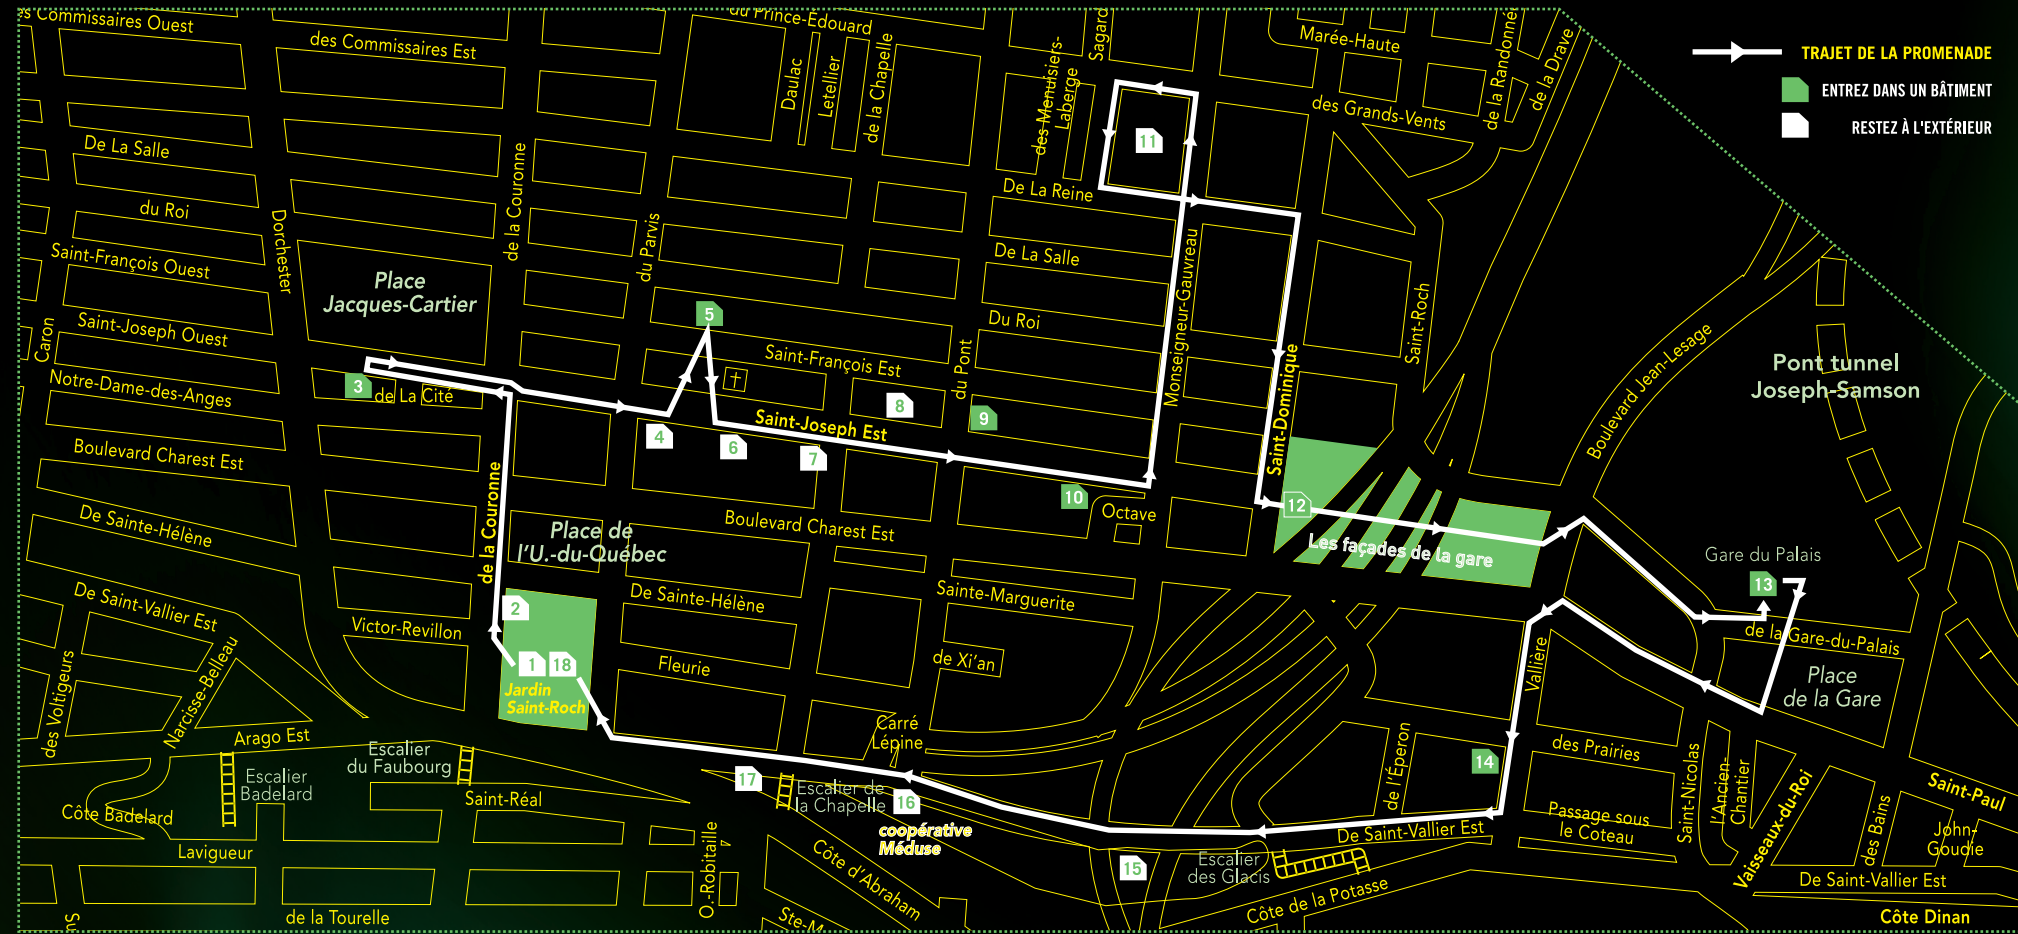 TRAJET DE LA PROMENADE
ENTREZ DANS UN BÂTIMENT
RESTEZ À L'EXTÉRIEUR
s Commissaires Ouest
des Commissaires Est
du Prince-Edouard
Daulac
Letellier
de la Chapelle
des Menuisiers-
Laberge
Sagard
Marée-Haute
des Grands-Vents
de la Randonné
de la Drave
De La Salle
du Roi
Saint-François Ouest
Saint-Joseph Ouest
Notre-Dame-des-Anges
Boulevard Charest Est
De Sainte-Hélène
De Saint-Vallier Est
Caron
Dorchester
de la Couronne
du Parvis
Place
Jacques-Cartier
3
de La Cité
4
5
6
7
8
9
10
11
12
De La Reine
De La Salle
Du Roi
Saint-François Est
du Pont
Saint-Joseph Est
Monseigneur-Gauvreau
Saint-Dominique
Saint-Roch
Boulevard Jean-Lesage
Pont tunnel
Joseph-Samson
Octave
Boulevard Charest Est
Place de
l'U.-du-Québec
de la Couronne
Les façades de la gare
Gare du Palais
13
de la Gare-du-Palais
Place
de la Gare
Sainte-Marguerite
De Sainte-Hélène
de Xi'an
Fleurie
Victor-Revillon
2
1
18
Jardin
Saint-Roch
des Voltigeurs
Narcisse-Belleau
Arago Est
Escalier
du Faubourg
Escalier
Badelard
Côte Badelard
Saint-Réal
Lavigueur
de la Tourelle
O.-Robitaille
17
Escalier de
la Chapelle
16
coopérative
Méduse
Carré
Lépine
Côte d'Abraham
Ste-M
15
Escalier
des Glacis
Côte de la Potasse
De Saint-Vallier Est
14
de l'Éperon
Vallière
des Prairies
Passage sous
le Coteau
Saint-Nicolas
l'Ancien-
Chantier
Vaisseaux-du-Roi
des Bains
Saint-Paul
John-
Goudie
De Saint-Vallier Est
Côte Dinan